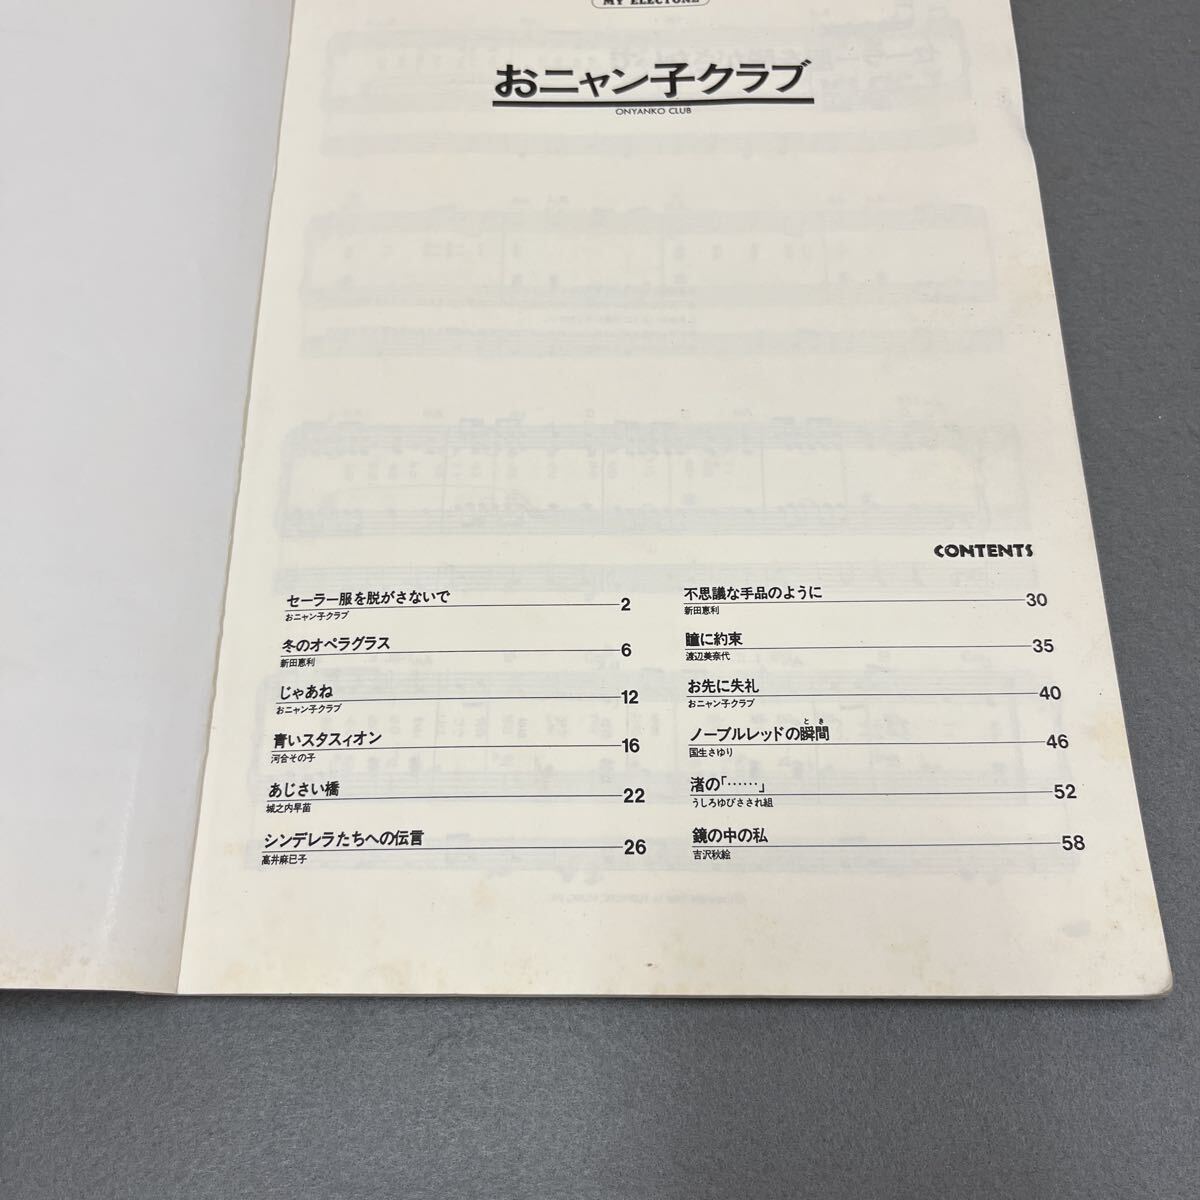 MY ELECTONE
おニャン子クラブ
ONYANKO CLUB
CONTENTS
セーラー服を脱がさないで 2
おニャン子クラブ
冬のオペラグラス 6
新田恵利
じゃあね 12
おニャン子クラブ
青いスタスィオン 16
河合その子
あじさい橋 22
城之内早苗
シンデレラたちへの伝言 26
高井麻巳子
不思議な手品のように 30
新田恵利
瞳に約束 35
渡辺美奈代
お先に失礼 40
おニャン子クラブ
とき
ノーブルレッドの瞬間 46
国生さゆり
渚の「……」 52
うしろゆびさされ組
鏡の中の私 58
吉沢秋絵